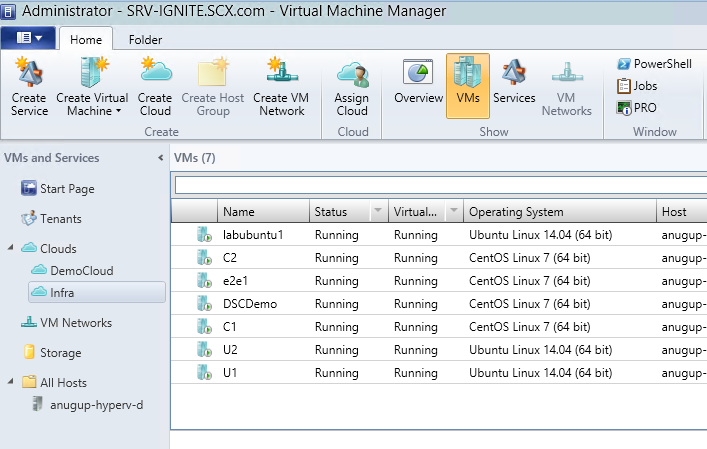 Administrator - SRV-IGNITE.SCX.com - Virtual Machine Manager
Home Folder
Create Service
Create Virtual Machine
Create Cloud
Create Host Group
Create VM Network
Assign Cloud
Overview
VMs
Services
VM Networks
PowerShell
Jobs
PRO
Create Cloud Show Window
VMs and Services
Start Page
Tenants
Clouds
DemoCloud
Infra
VM Networks
Storage
All Hosts
anugup-hyperv-d
VMs (7)
Name Status Virtual... Operating System Host
labubuntu1 Running Running Ubuntu Linux 14.04 (64 bit) anugup-
C2 Running Running CentOS Linux 7 (64 bit) anugup-
e2e1 Running Running CentOS Linux 7 (64 bit) anugup-
DSCDemo Running Running CentOS Linux 7 (64 bit) anugup-
C1 Running Running CentOS Linux 7 (64 bit) anugup-
U2 Running Running Ubuntu Linux 14.04 (64 bit) anugup-
U1 Running Running Ubuntu Linux 14.04 (64 bit) anugup-